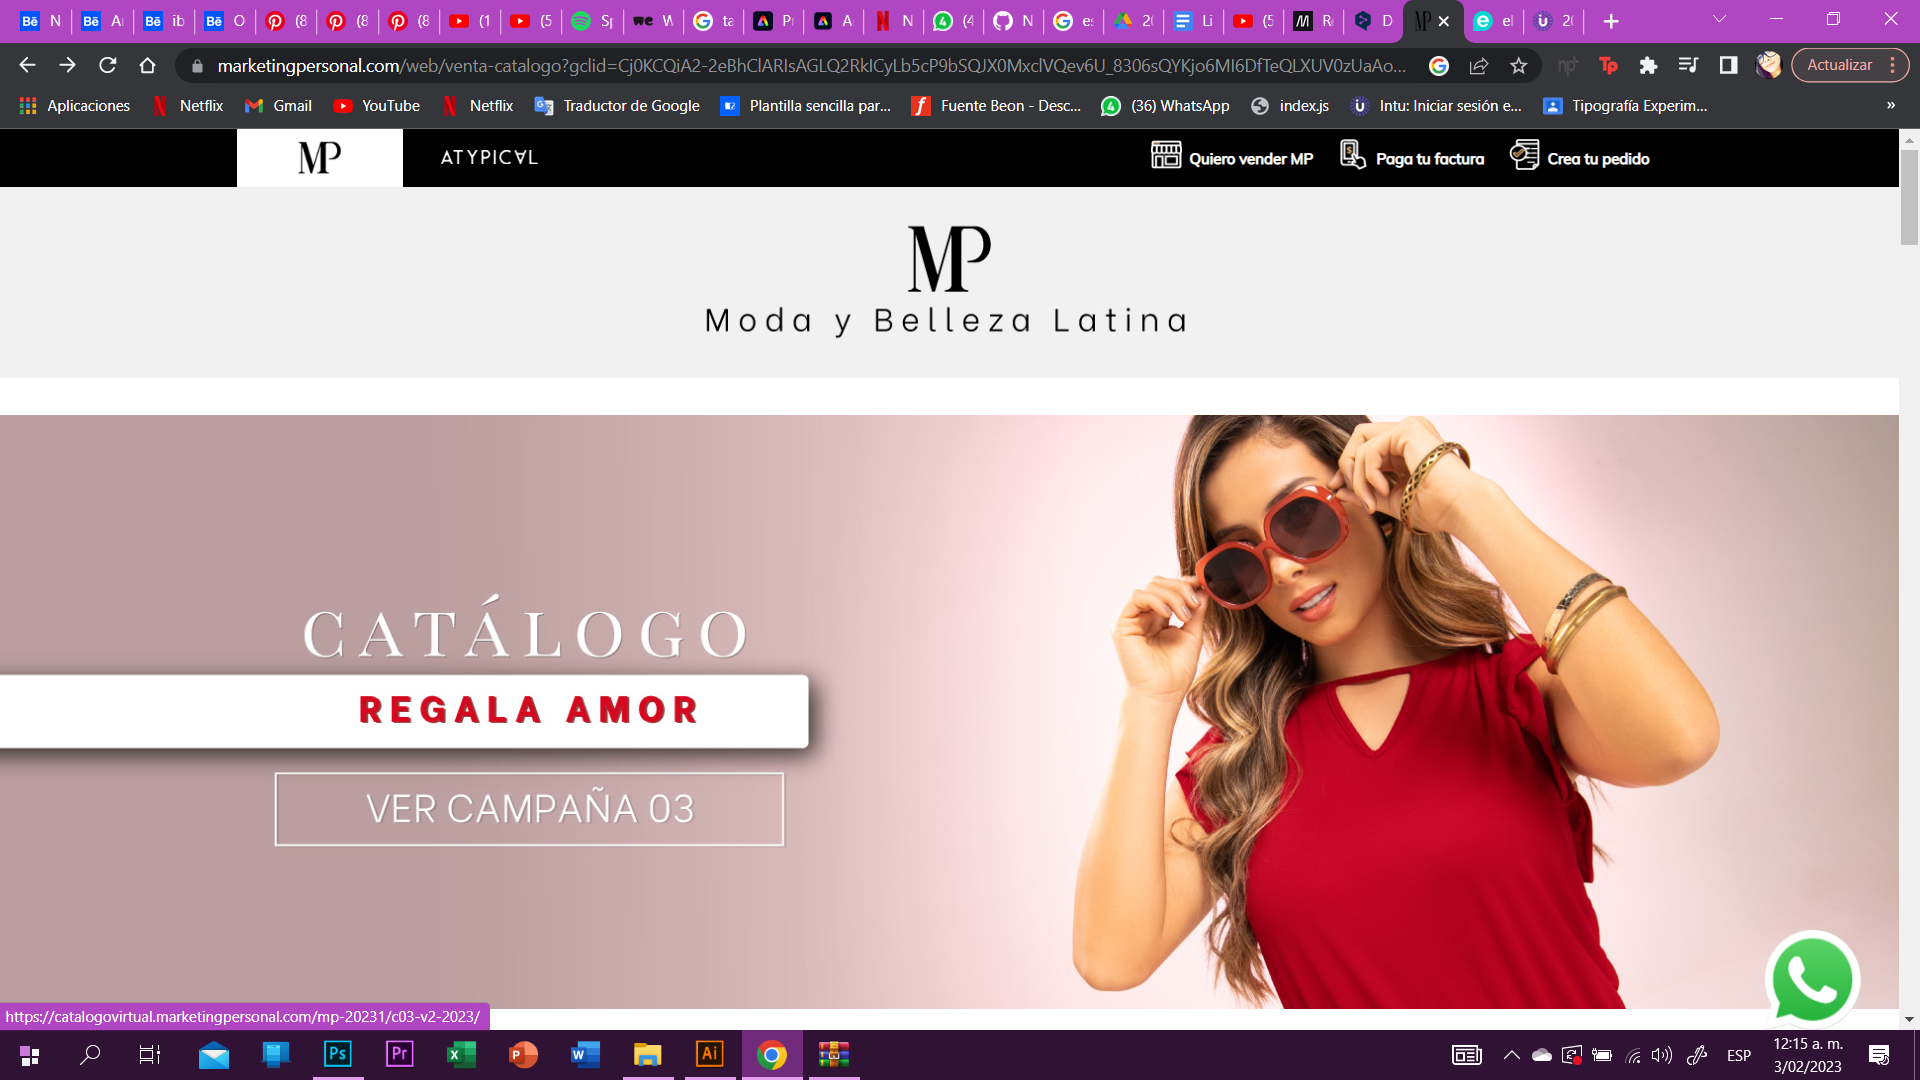 N
ib
O
(8
(8
(8
(1
(5
Sp
W
ta
Pr
A
N
(4
N
es
20
Li
(5
Re
D
el
20
marketingpersonal.com/web/venta-catalogo?gclid=Cj0KCQiA2-2eBhClARIsAGLQ2RkICyLb5cP9bSQJX0MxclVQev6U_8306sQYKjo6MI6DfTeQLXUV0zUaAo...
Actualizar
Aplicaciones
Netflix
Gmail
YouTube
Netflix
Traductor de Google
Plantilla sencilla par...
Fuente Beon - Desc...
(36) WhatsApp
index.js
Intu: Iniciar sesión e...
Tipografía Experim...
»
MP
ATYPICAL
Quiero vender MP
Paga tu factura
Crea tu pedido
MP
Moda y Belleza Latina
CATÁLOGO
REGALA AMOR
VER CAMPAÑA 03
https://catalogovirtual.marketingpersonal.com/mp-20231/c03-v2-2023/
ESP
12:15 a. m.
3/02/2023